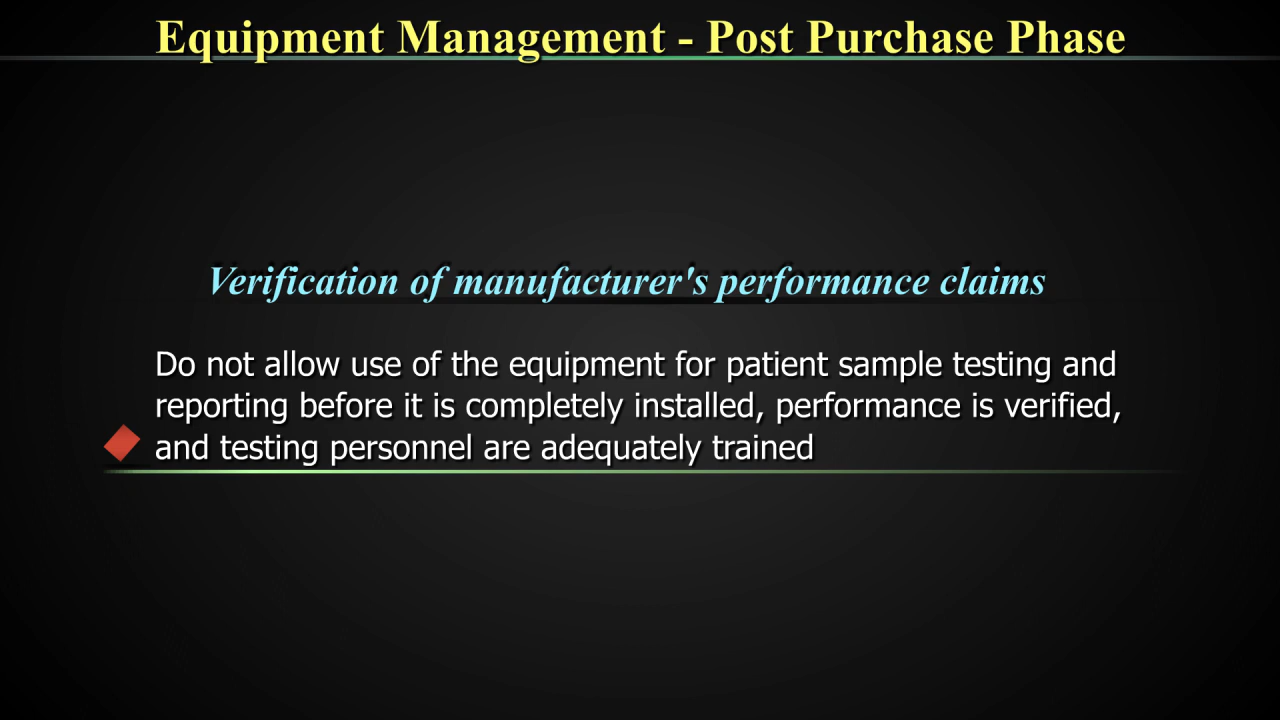 Equipment Management - Post Purchase Phase
Verification of manufacturer's performance claims
Do not allow use of the equipment for patient sample testing and
reporting before it is completely installed, performance is verified,
and testing personnel are adequately trained